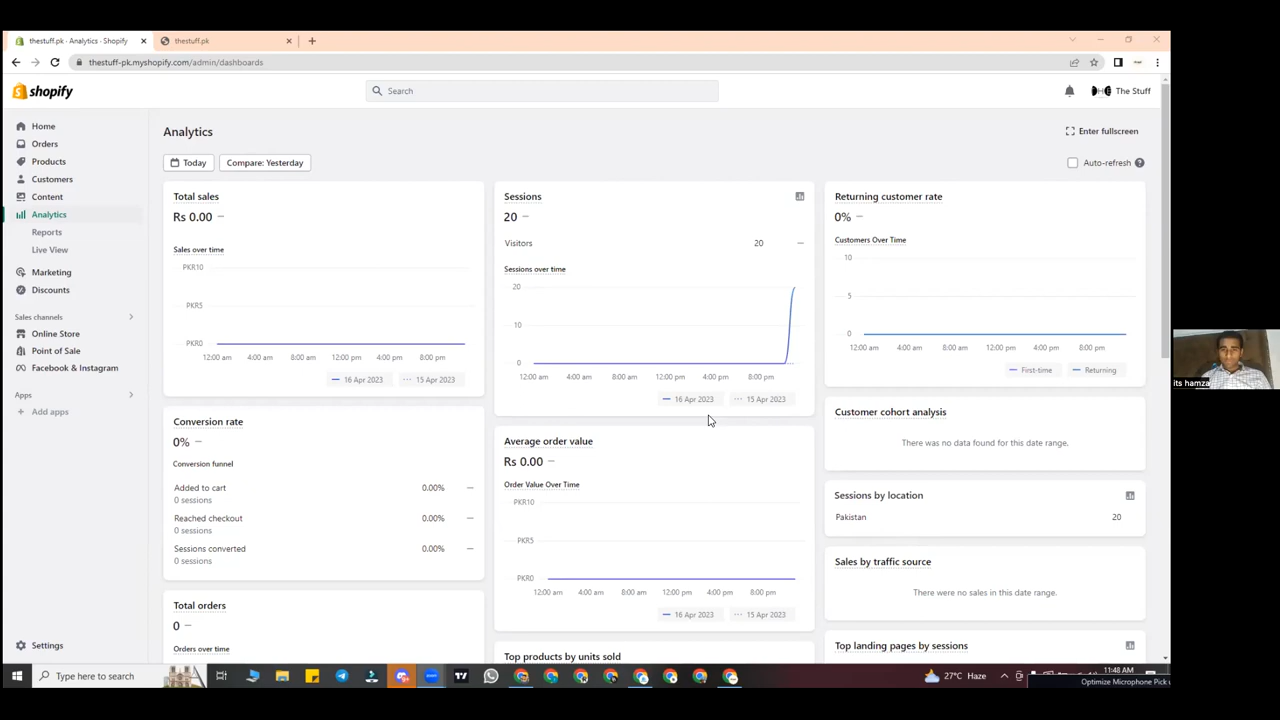 thestuff.pk · Analytics · Shopify
thestuff.pk
thestuff-pk.myshopify.com/admin/dashboards
shopify
Search
The Stuff
Home
Orders
Products
Customers
Content
Analytics
Reports
Live View
Marketing
Discounts
Sales channels
Online Store
Point of Sale
Facebook & Instagram
Apps
Add apps
Settings
Analytics
Enter fullscreen
Today
Compare: Yesterday
Auto-refresh
Total sales
Rs 0.00 –
Sales over time
PKR10
PKR5
PKR0
12:00 am 4:00 am 8:00 am 12:00 pm 4:00 pm 8:00 pm
16 Apr 2023 15 Apr 2023
Conversion rate
0% –
Conversion funnel
Added to cart 0.00% –
0 sessions
Reached checkout 0.00% –
0 sessions
Sessions converted 0.00% –
0 sessions
Total orders
0 –
Orders over time
Sessions
20 –
Visitors 20 –
Sessions over time
20
10
0
12:00 am 4:00 am 8:00 am 12:00 pm 4:00 pm 8:00 pm
16 Apr 2023 15 Apr 2023
Average order value
Rs 0.00 –
Order Value Over Time
PKR10
PKR5
PKR0
12:00 am 4:00 am 8:00 am 12:00 pm 4:00 pm 8:00 pm
16 Apr 2023 15 Apr 2023
Top products by units sold
Returning customer rate
0% –
Customers Over Time
10
5
0
12:00 am 4:00 am 8:00 am 12:00 pm 4:00 pm 8:00 pm
First-time Returning
Customer cohort analysis
There was no data found for this date range.
Sessions by location
Pakistan 20
Sales by traffic source
There were no sales in this date range.
Top landing pages by sessions
its hamza
Type here to search
27°C Haze
11:48 AM
Optimize Microphone Pick